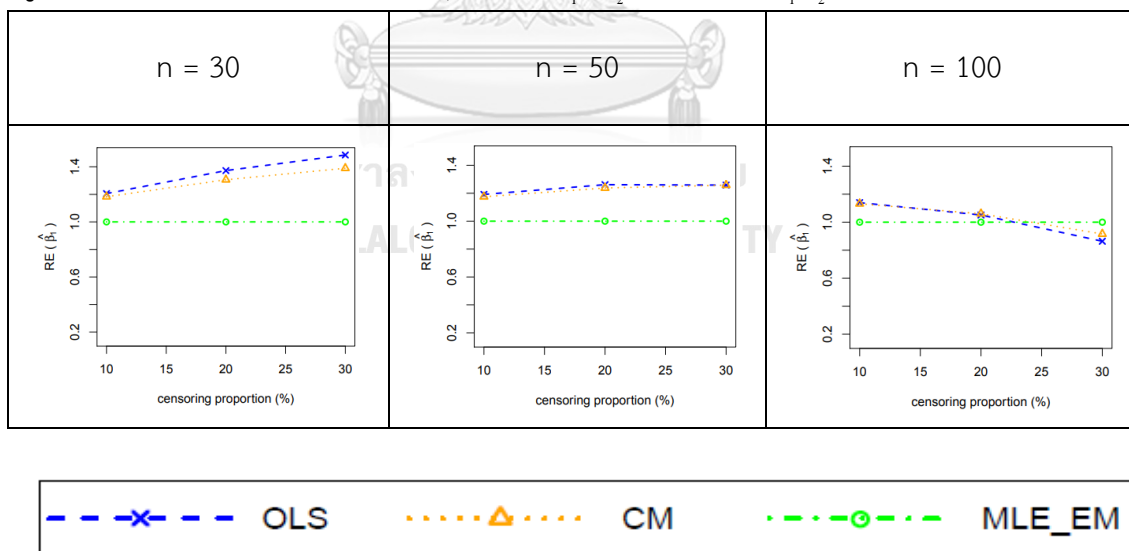 n = 30
n = 50
n = 100
RE ( β̂₁ )
0.2 0.6 1.0 1.4
10 15 20 25 30
censoring proportion (%)
RE ( β̂₁ )
0.2 0.6 1.0 1.4
10 15 20 25 30
censoring proportion (%)
RE ( β̂₁ )
0.2 0.6 1.0 1.4
10 15 20 25 30
censoring proportion (%)
OLS
CM
MLE_EM